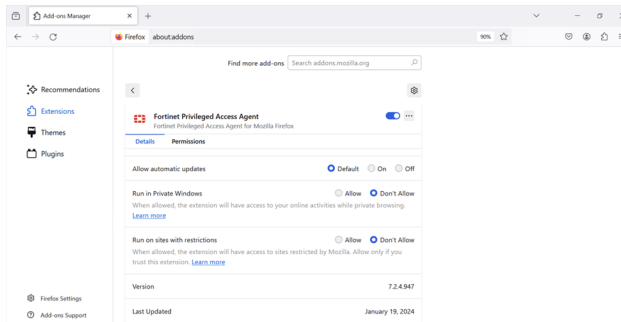 Add-ons Manager
Firefox about:addons 90%
Find more add-ons Search addons.mozilla.org
Recommendations
Extensions
Themes
Plugins
Fortinet Privileged Access Agent
Fortinet Privileged Access Agent for Mozilla Firefox
Details Permissions
Allow automatic updates Default On Off
Run in Private Windows Allow Don't Allow
When allowed, the extension will have access to your online activities while private browsing.
Learn more
Run on sites with restrictions Allow Don't Allow
When allowed, the extension will have access to sites restricted by Mozilla. Allow only if you
trust this extension. Learn more
Version 7.2.4.947
Firefox Settings
Last Updated January 19, 2024
Add-ons Support